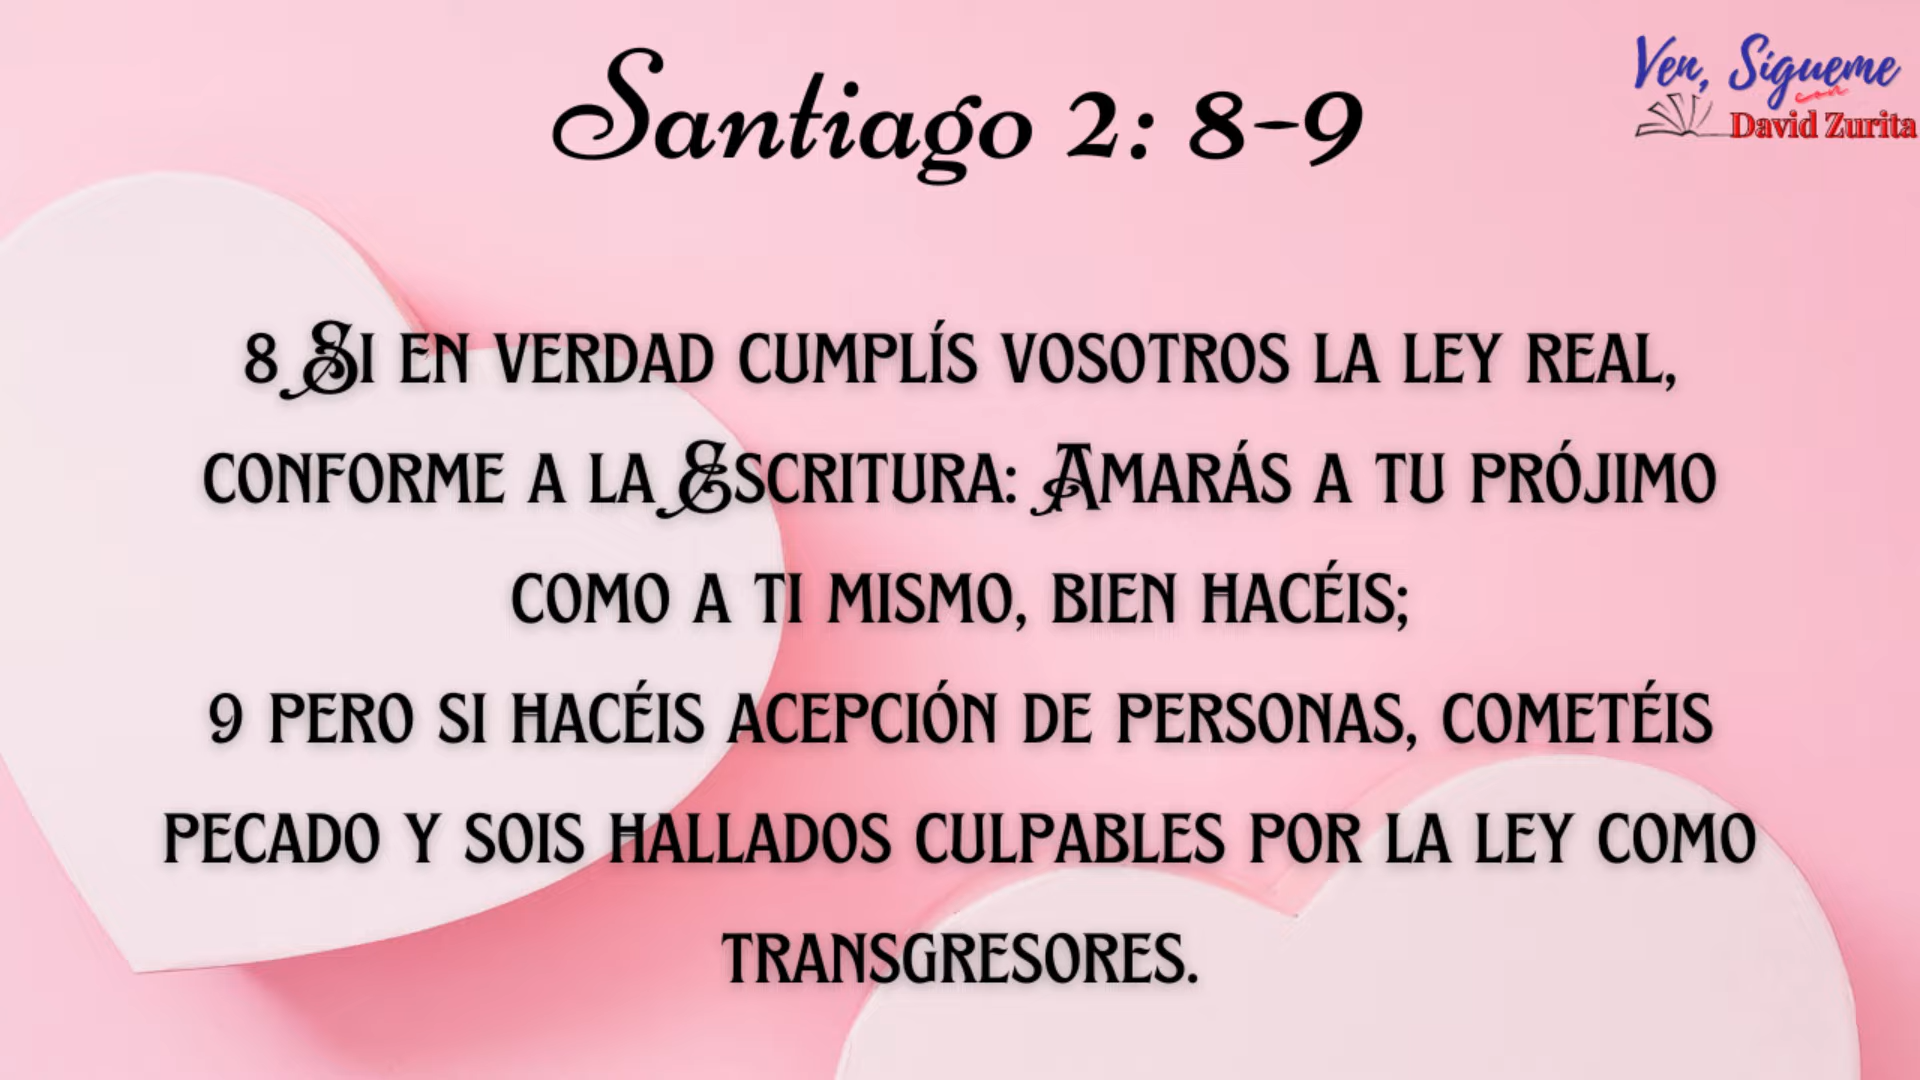 Santiago 2: 8-9
Ven, Sígueme
con
David Zurita
8 Si en verdad cumplís vosotros la ley real,
conforme a la Escritura: Amarás a tu prójimo
como a ti mismo, bien hacéis;
9 pero si hacéis acepción de personas, cometéis
pecado y sois hallados culpables por la ley como
transgresores.